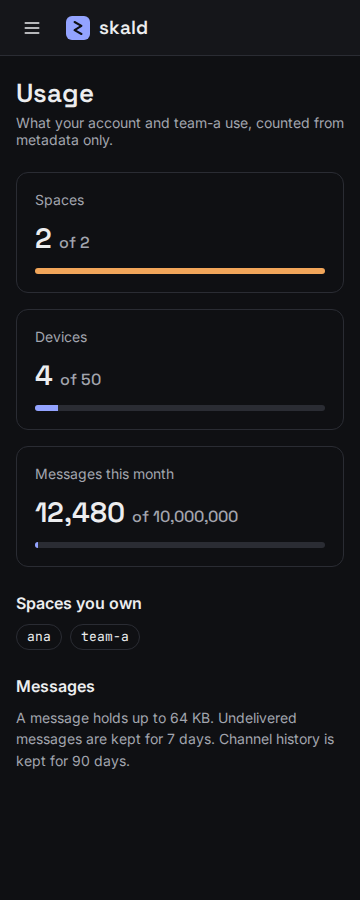 skald
Usage
What your account and team-a use, counted from
metadata only.
Spaces
2 of 2
Devices
4 of 50
Messages this month
12,480 of 10,000,000
Spaces you own
ana team-a
Messages
A message holds up to 64 KB. Undelivered
messages are kept for 7 days. Channel history is
kept for 90 days.